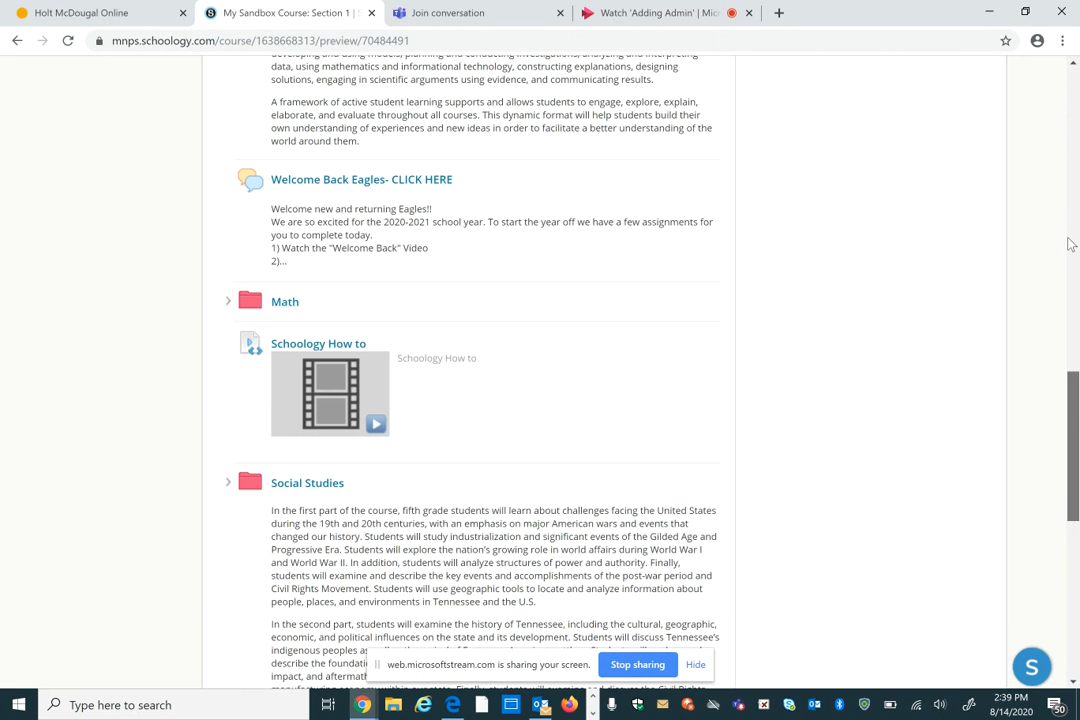 Holt McDougal Online
My Sandbox Course: Section 1 | S
Join conversation
Watch 'Adding Admin' | Mic
mnps.schoology.com/course/1638668313/preview/70484491
data, using mathematics and informational technology, constructing explanations, designing
solutions, engaging in scientific arguments using evidence, and communicating results.
A framework of active student learning supports and allows students to engage, explore, explain,
elaborate, and evaluate throughout all courses. This dynamic format will help students build their
own understanding of experiences and new ideas in order to facilitate a better understanding of the
world around them.
Welcome Back Eagles- CLICK HERE
Welcome new and returning Eagles!!
We are so excited for the 2020-2021 school year. To start the year off we have a few assignments for
you to complete today.
1) Watch the "Welcome Back" Video
2)...
Math
Schoology How to
Schoology How to
Social Studies
In the first part of the course, fifth grade students will learn about challenges facing the United States
during the 19th and 20th centuries, with an emphasis on major American wars and events that
changed our history. Students will study industrialization and significant events of the Gilded Age and
Progressive Era. Students will explore the nation's growing role in world affairs during World War I
and World War II. In addition, students will analyze structures of power and authority. Finally,
students will examine and describe the key events and accomplishments of the post-war period and
Civil Rights Movement. Students will use geographic tools to locate and analyze information about
people, places, and environments in Tennessee and the U.S.
In the second part, students will examine the history of Tennessee, including the cultural, geographic,
economic, and political influences on the state and its development. Students will discuss Tennessee's
indigenous peoples as
describe the foundatio
impact, and aftermath
web.microsoftstream.com is sharing your screen.
Stop sharing
Hide
S
Type here to search
2:39 PM
8/14/2020
50